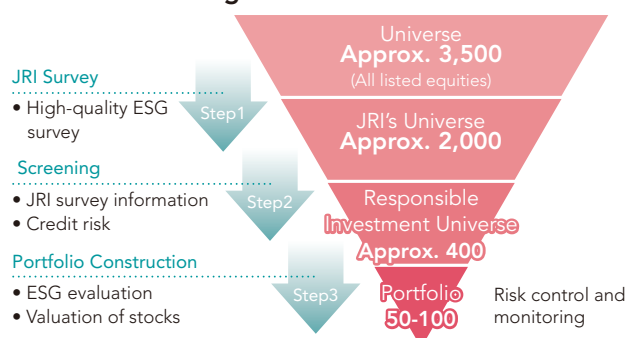 Universe
Approx. 3,500
(All listed equities)
JRI Survey
• High-quality ESG
survey
Step1
JRI's Universe
Approx. 2,000
Screening
• JRI survey information
• Credit risk
Step2
Responsible
Investment Universe
Approx. 400
Portfolio Construction
• ESG evaluation
• Valuation of stocks
Step3
Portfolio
50-100
Risk control and
monitoring